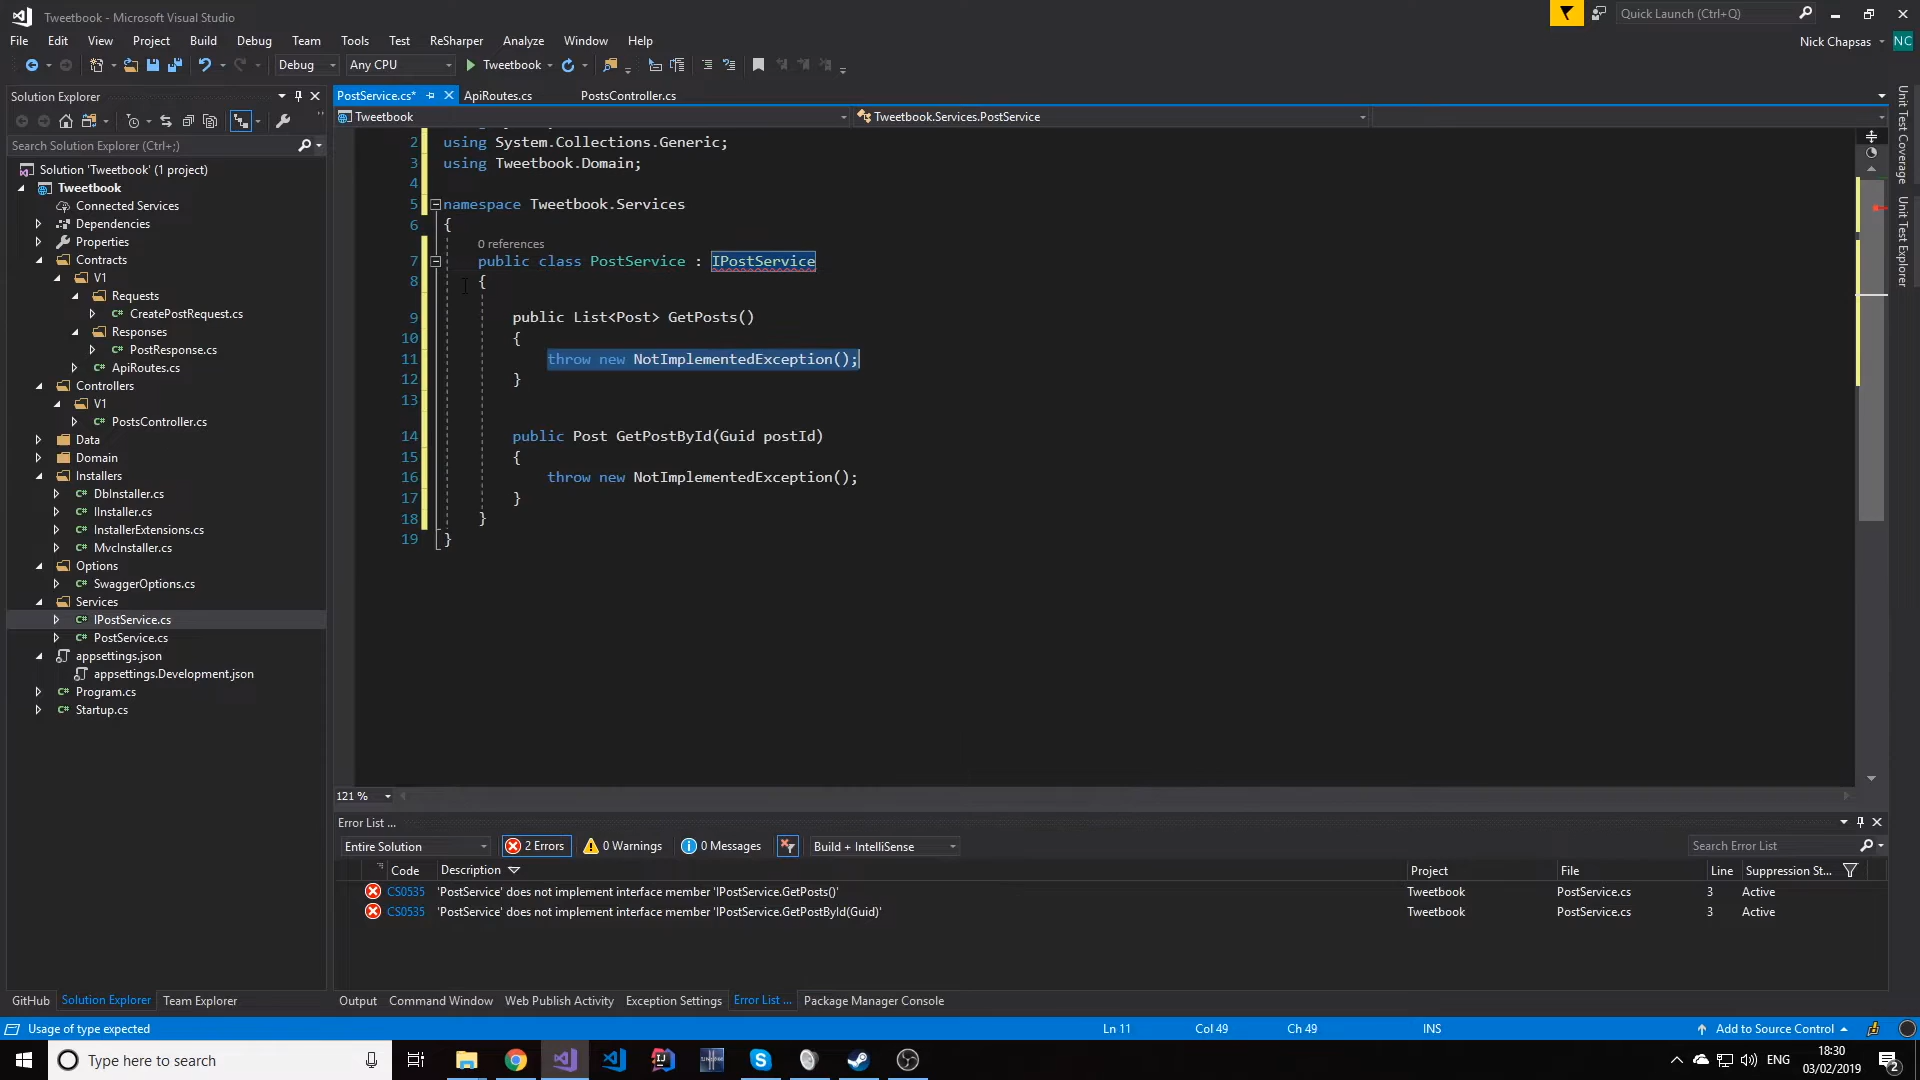 Tweetbook - Microsoft Visual Studio
Quick Launch (Ctrl+Q)
File Edit View Project Build Debug Team Tools Test ReSharper Analyze Window Help
Nick Chapsas NC
Debug Any CPU Tweetbook
Solution Explorer
PostService.cs* ApiRoutes.cs PostsController.cs
Tweetbook Tweetbook.Services.PostService
Search Solution Explorer (Ctrl+;)
Solution 'Tweetbook' (1 project)
Tweetbook
Connected Services
Dependencies
Properties
Contracts
V1
Requests
CreatePostRequest.cs
Responses
PostResponse.cs
ApiRoutes.cs
Controllers
V1
PostsController.cs
Data
Domain
Installers
DbInstaller.cs
IInstaller.cs
InstallerExtensions.cs
MvcInstaller.cs
Options
SwaggerOptions.cs
Services
IPostService.cs
PostService.cs
appsettings.json
appsettings.Development.json
Program.cs
Startup.cs
2 using System.Collections.Generic;
3 using Tweetbook.Domain;
4
5 namespace Tweetbook.Services
6 {
0 references
7 public class PostService : IPostService
8 {
9 public List<Post> GetPosts()
10 {
11 throw new NotImplementedException();
12 }
13
14 public Post GetPostById(Guid postId)
15 {
16 throw new NotImplementedException();
17 }
18 }
19 }
Unit Test Coverage
Unit Test Explorer
121 %
Error List ...
Entire Solution 2 Errors 0 Warnings 0 Messages Build + IntelliSense Search Error List
Code Description Project File Line Suppression St...
CS0535 'PostService' does not implement interface member 'IPostService.GetPosts()' Tweetbook PostService.cs 3 Active
CS0535 'PostService' does not implement interface member 'IPostService.GetPostById(Guid)' Tweetbook PostService.cs 3 Active
GitHub Solution Explorer Team Explorer
Output Command Window Web Publish Activity Exception Settings Error List ... Package Manager Console
Usage of type expected Ln 11 Col 49 Ch 49 INS Add to Source Control
Type here to search
ENG
18:30
03/02/2019
2